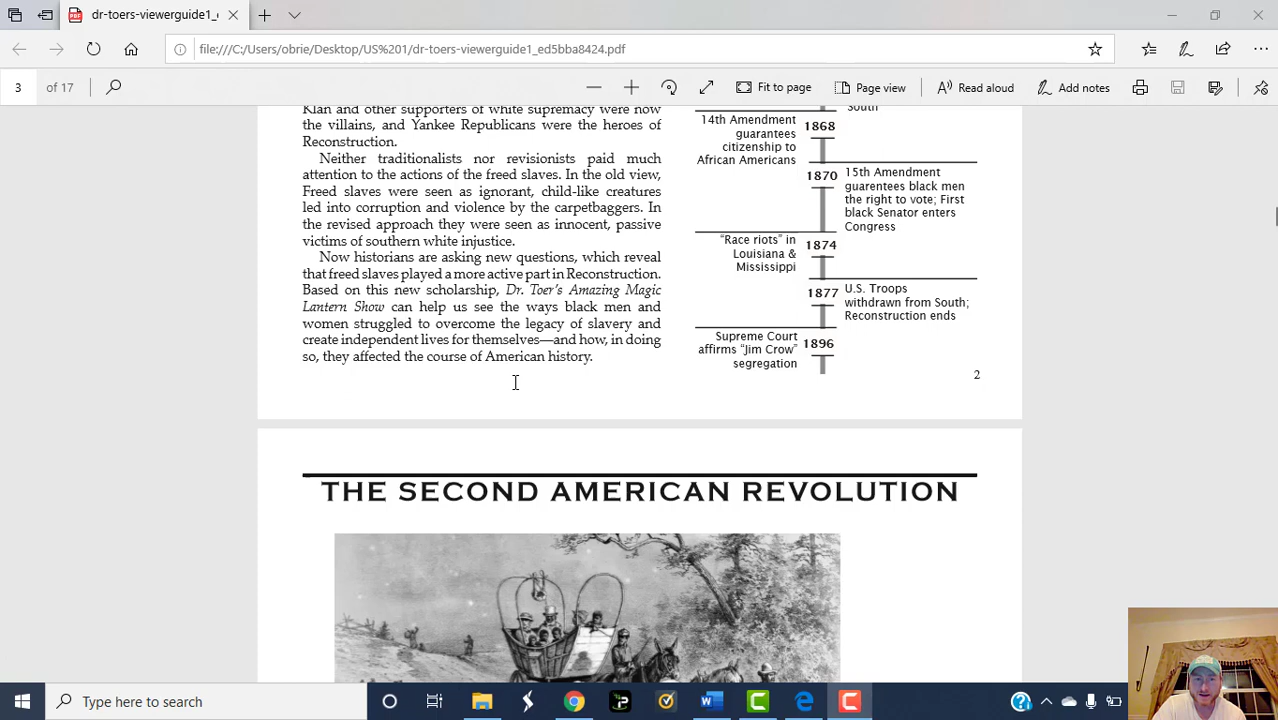 dr-toers-viewerguide1_
file:///C:/Users/obrie/Desktop/US%201/dr-toers-viewerguide1_ed5bba8424.pdf
3 of 17
Fit to page
Page view
Read aloud
Add notes
Klan and other supporters of white supremacy were now
the villains, and Yankee Republicans were the heroes of
Reconstruction.
Neither traditionalists nor revisionists paid much
attention to the actions of the freed slaves. In the old view,
Freed slaves were seen as ignorant, child-like creatures
led into corruption and violence by the carpetbaggers. In
the revised approach they were seen as innocent, passive
victims of southern white injustice.
Now historians are asking new questions, which reveal
that freed slaves played a more active part in Reconstruction.
Based on this new scholarship, Dr. Toer's Amazing Magic
Lantern Show can help us see the ways black men and
women struggled to overcome the legacy of slavery and
create independent lives for themselves—and how, in doing
so, they affected the course of American history.
South
14th Amendment
guarantees
citizenship to
African Americans
1868
1870
15th Amendment
guarentees black men
the right to vote; First
black Senator enters
Congress
"Race riots" in
Louisiana &
Mississippi
1874
1877
U.S. Troops
withdrawn from South;
Reconstruction ends
Supreme Court
affirms "Jim Crow"
segregation
1896
2
THE SECOND AMERICAN REVOLUTION
Type here to search